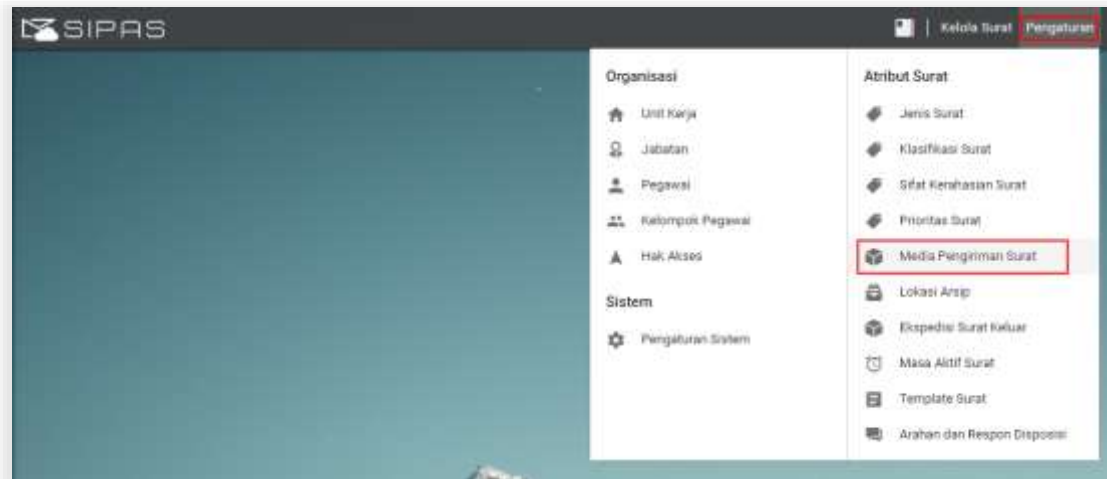 SIPAS
Kelola Surat Pengaturan
Organisasi
Unit Kerja
Jabatan
Pegawai
Kelompok Pegawai
Hak Akses
Sistem
Pengaturan Sistem
Atribut Surat
Jenis Surat
Klasifikasi Surat
Sifat Kerahasian Surat
Prioritas Surat
Media Pengiriman Surat
Lokasi Arsip
Ekspedisi Surat Keluar
Masa Aktif Surat
Template Surat
Arahan dan Respon Disposisi